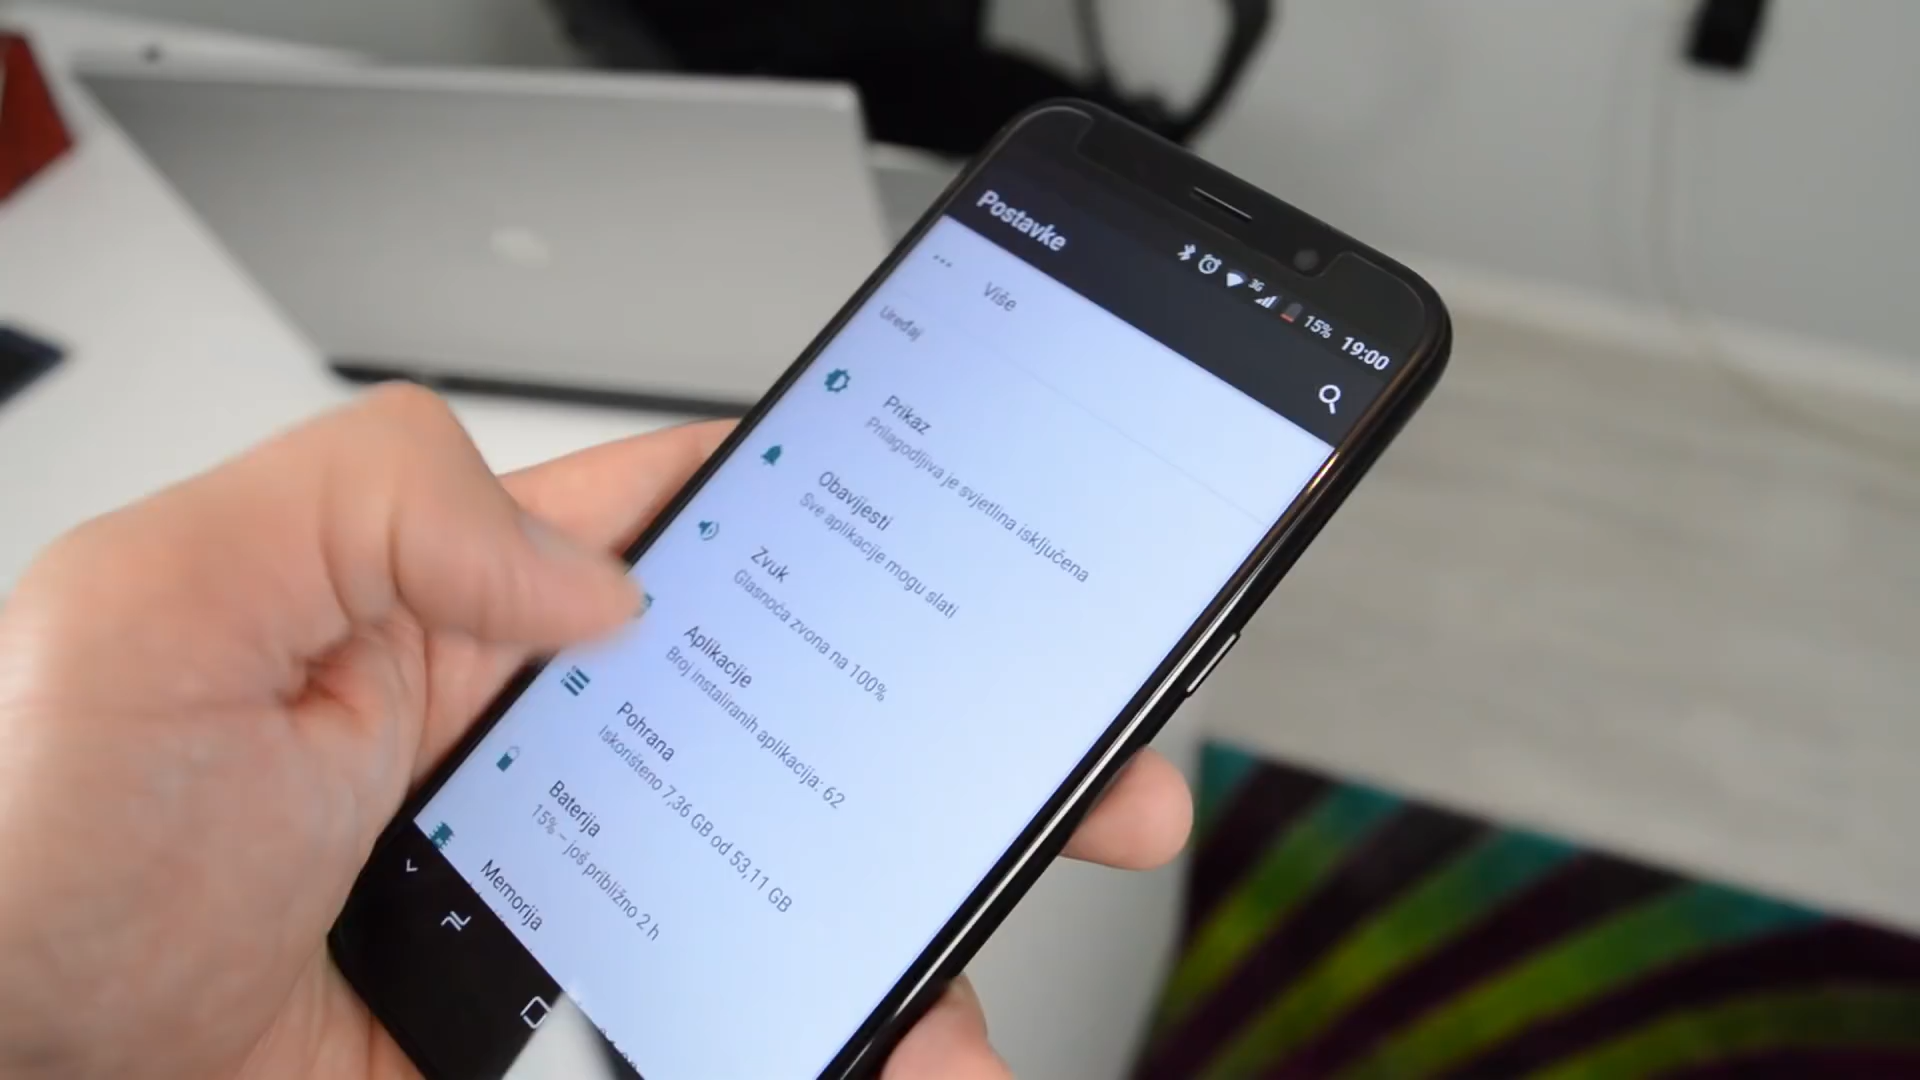 3G 15% 19:00
Postavke
Više
Uređaj
Prikaz
Prilagodljiva je svjetlina isključena
Obavijesti
Sve aplikacije mogu slati
Zvuk
Glasnoća zvona na 100%
Aplikacije
Broj instaliranih aplikacija: 62
Pohrana
Iskorišteno 7,36 GB od 53,11 GB
Baterija
15% – još približno 2 h
Memorija